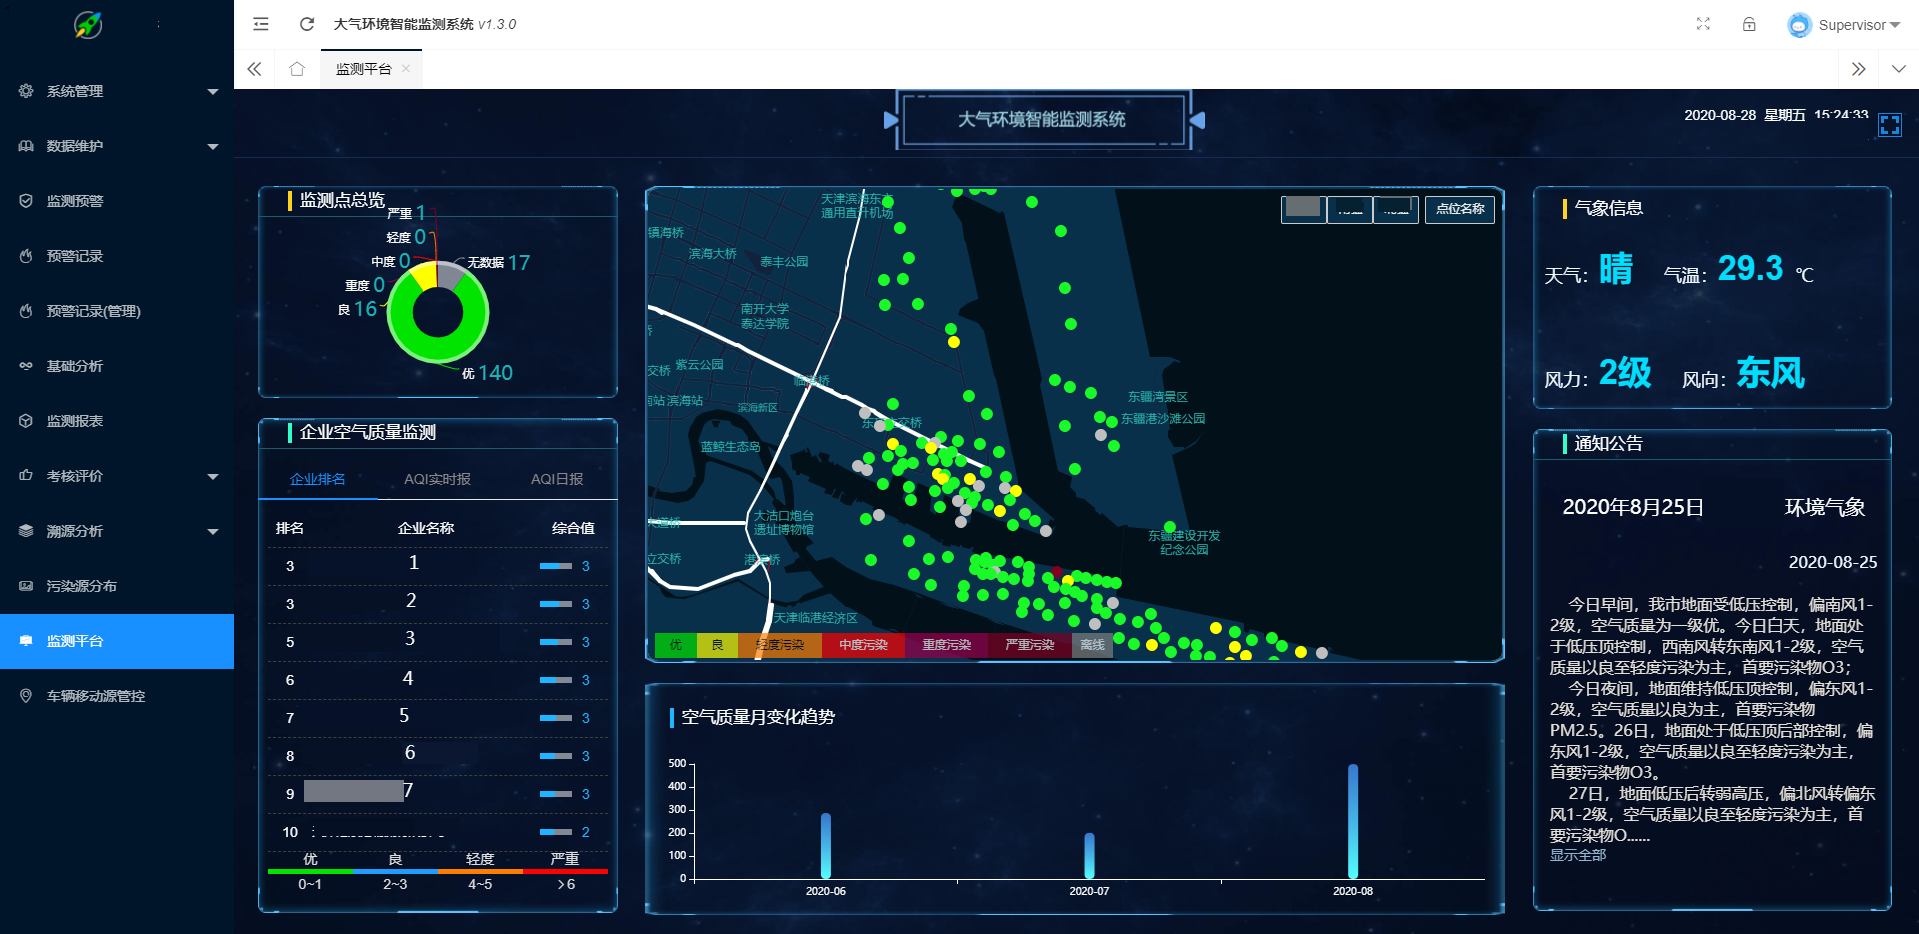 大气环境智能监测系统 v1.3.0
Supervisor
系统管理
数据维护
监测预警
预警记录
预警记录(管理)
基础分析
监测报表
考核评价
溯源分析
污染源分布
监测平台
车辆移动源管控
监测平台
大气环境智能监测系统
2020-08-28 星期五 15:24:33
监测点总览
严重 1
轻度 0
中度 0
重度 0
良 16
无数据 17
优 140
企业空气质量监测
企业排名 AQI实时报 AQI日报
排名 企业名称 综合值
3 1 3
3 2 3
5 3 3
6 4 3
7 5 3
8 6 3
9 7 3
10 2
优 良 轻度 严重
0~1 2~3 4~5 >6
点位名称
天津滨海东方
通用直升机场
镇海桥
滨海大桥
泰丰公园
南开大学
泰达学院
交桥 紫云公园
临港桥
南站 滨海站
滨海新区
蓝鲸生态岛
大沽口炮台
遗址博物馆
立交桥
港滨桥
天津临港经济区
东疆湾景区
东疆港沙滩公园
东疆建设开发
纪念公园
优 良 轻度污染 中度污染 重度污染 严重污染 离线
空气质量月变化趋势
500
400
300
200
100
0
2020-06 2020-07 2020-08
气象信息
天气: 晴 气温: 29.3 ℃
风力: 2级 风向: 东风
通知公告
2020年8月25日 环境气象
2020-08-25
今日早间，我市地面受低压控制，偏南风1-
2级，空气质量为一级优。今日白天，地面处
于低压顶控制，西南风转东南风1-2级，空气
质量以良至轻度污染为主，首要污染物O3；
今日夜间，地面维持低压顶控制，偏东风1-
2级，空气质量以良为主，首要污染物
PM2.5。26日，地面处于低压顶后部控制，偏
东风1-2级，空气质量以良至轻度污染为主，
首要污染物O3。
27日，地面低压后转弱高压，偏北风转偏东
风1-2级，空气质量以良至轻度污染为主，首
要污染物O......
显示全部